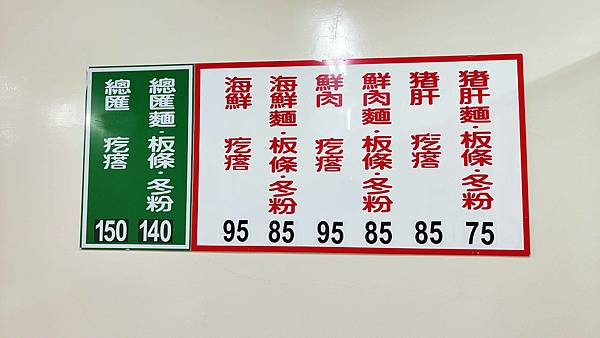 豬肝麵·板條·冬粉 75
豬肝 疙瘩 85
鮮肉麵·板條·冬粉 85
鮮肉 疙瘩 95
海鮮麵·板條·冬粉 85
海鮮 疙瘩 95
總匯麵·板條·冬粉 140
總匯 疙瘩 150